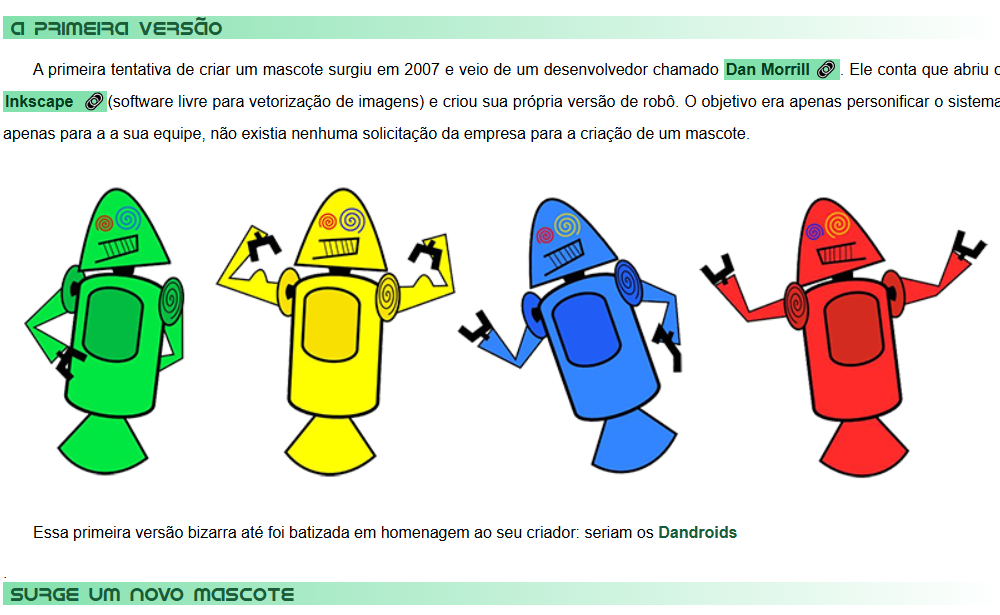 A PRIMEIRA VERSÃO
A primeira tentativa de criar um mascote surgiu em 2007 e veio de um desenvolvedor chamado Dan Morrill . Ele conta que abriu o
Inkscape (software livre para vetorização de imagens) e criou sua própria versão de robô. O objetivo era apenas personificar o sistema
apenas para a a sua equipe, não existia nenhuma solicitação da empresa para a criação de um mascote.
Essa primeira versão bizarra até foi batizada em homenagem ao seu criador: seriam os Dandroids
.
SURGE UM NOVO MASCOTE